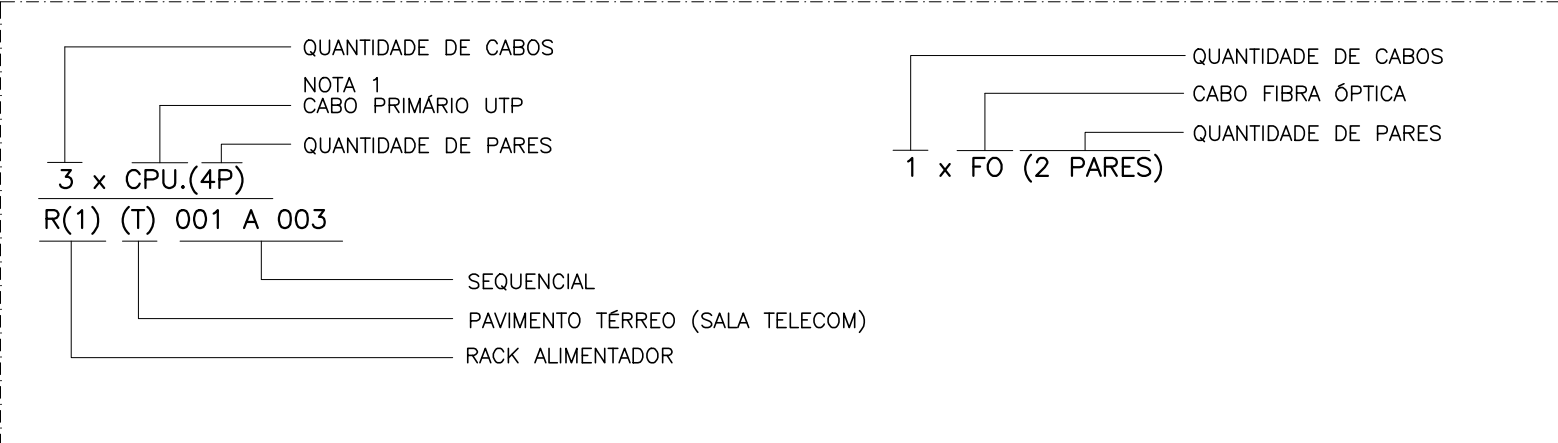 QUANTIDADE DE CABOS
NOTA 1
CABO PRIMÁRIO UTP
QUANTIDADE DE PARES
3 x CPU.(4P)
R(1) (T) 001 A 003
SEQUENCIAL
PAVIMENTO TÉRREO (SALA TELECOM)
RACK ALIMENTADOR
QUANTIDADE DE CABOS
CABO FIBRA ÓPTICA
QUANTIDADE DE PARES
1 x FO (2 PARES)